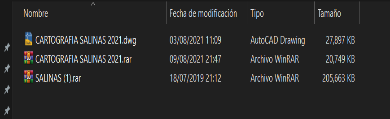 Nombre Fecha de modificación Tipo Tamaño
CARTOGRAFIA SALINAS 2021.dwg 03/08/2021 11:09 AutoCAD Drawing 27,897 KB
CARTOGRAFIA SALINAS 2021.rar 09/08/2021 21:47 Archivo WinRAR 20,749 KB
SALINAS (1).rar 18/07/2019 21:12 Archivo WinRAR 205,663 KB